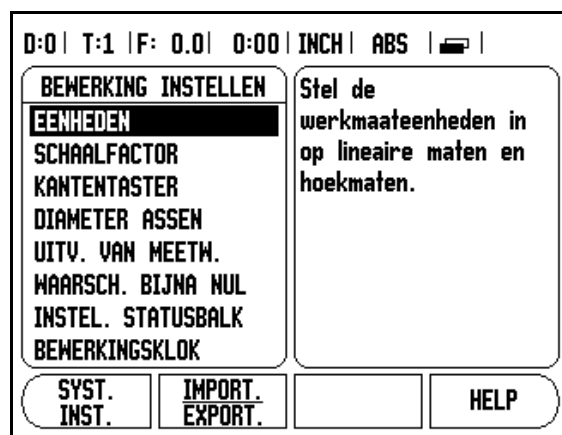 D:0 | T:1 | F: 0.0 | 0:00 | INCH | ABS | |
BEWERKING INSTELLEN
EENHEDEN
SCHAALFACTOR
KANTENTASTER
DIAMETER ASSEN
UITV. VAN MEETW.
WAARSCH. BIJNA NUL
INSTEL. STATUSBALK
BEWERKINGSKLOK
Stel de
werkmaateenheden in
op lineaire maten en
hoekmaten.
SYST.
INST.
IMPORT.
EXPORT.
HELP